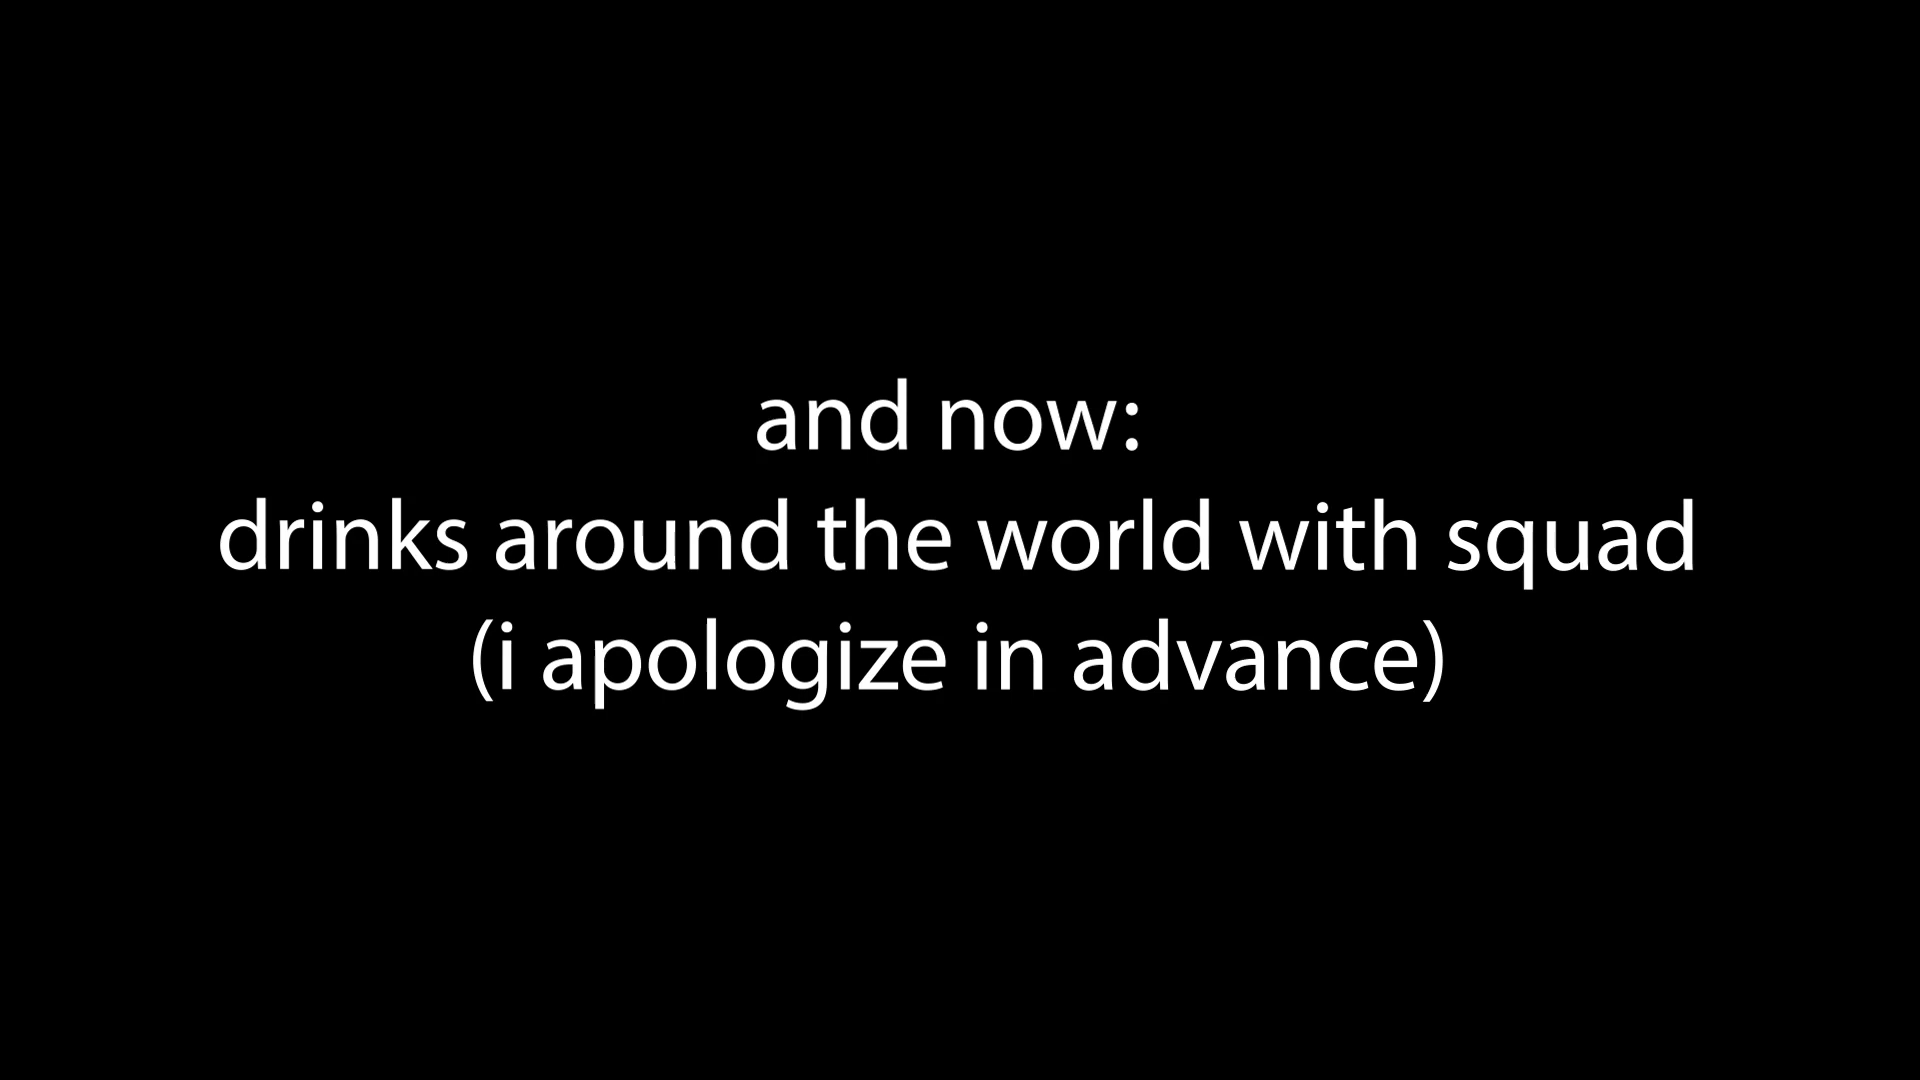 and now:
drinks around the world with squad
(i apologize in advance)